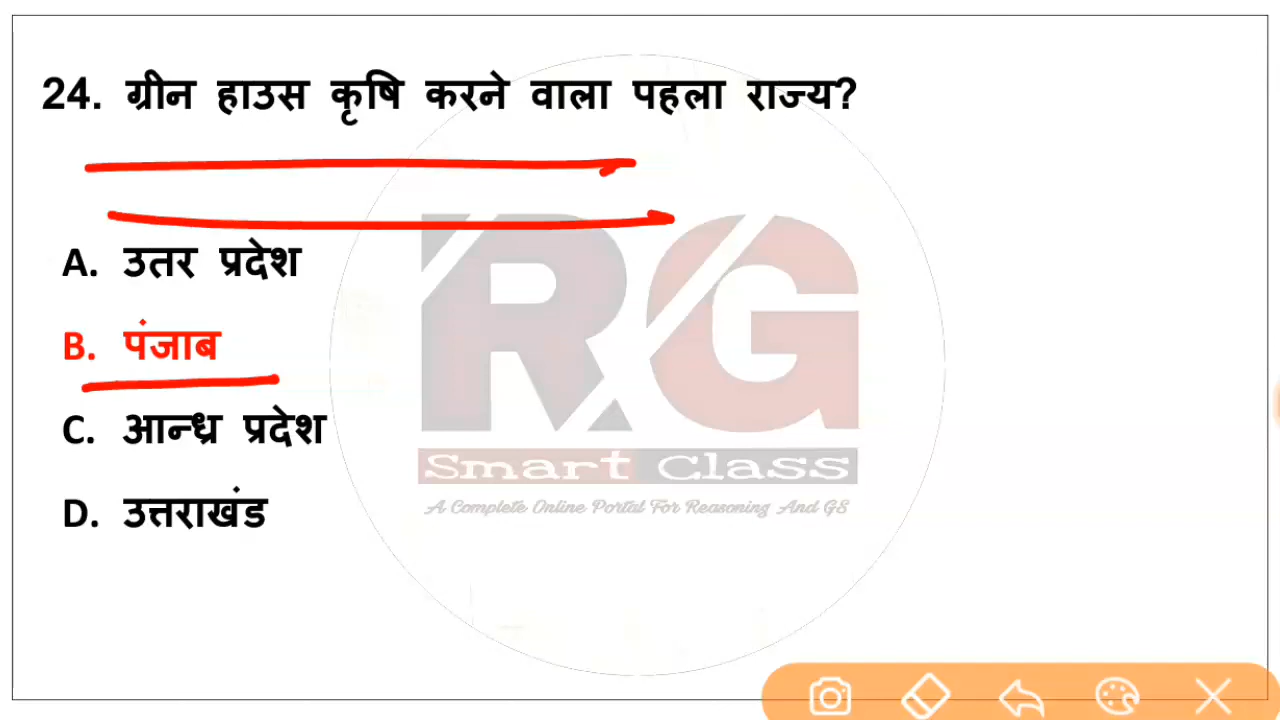 24. ग्रीन हाउस कृषि करने वाला पहला राज्य?
A. उतर प्रदेश
B. पंजाब
C. आन्ध्र प्रदेश
D. उत्तराखंड
RG
Smart Class
A Complete Online Portal For Reasoning And GS